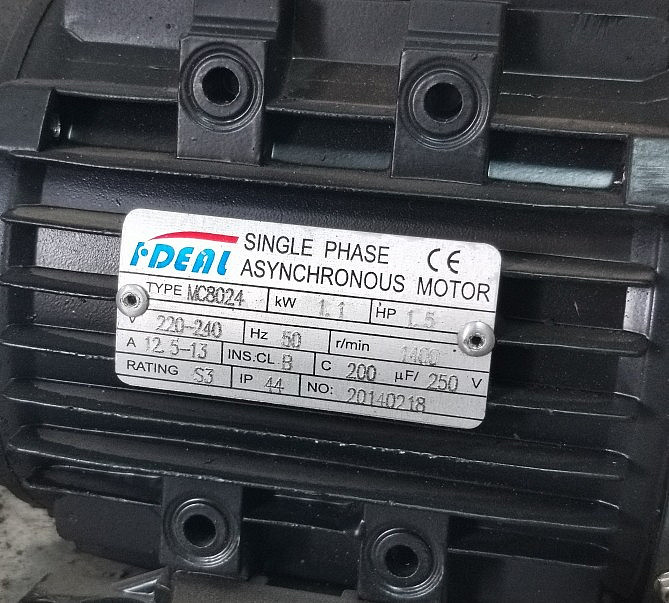 I·DEAL SINGLE PHASE CE
ASYNCHRONOUS MOTOR
TYPE MC8024 kW 1.1 HP 1.5
V 220-240 Hz 50 r/min 1400
A 12.5-13 INS.CL B C 200 μF/ 250 V
RATING S3 IP 44 NO: 20140218